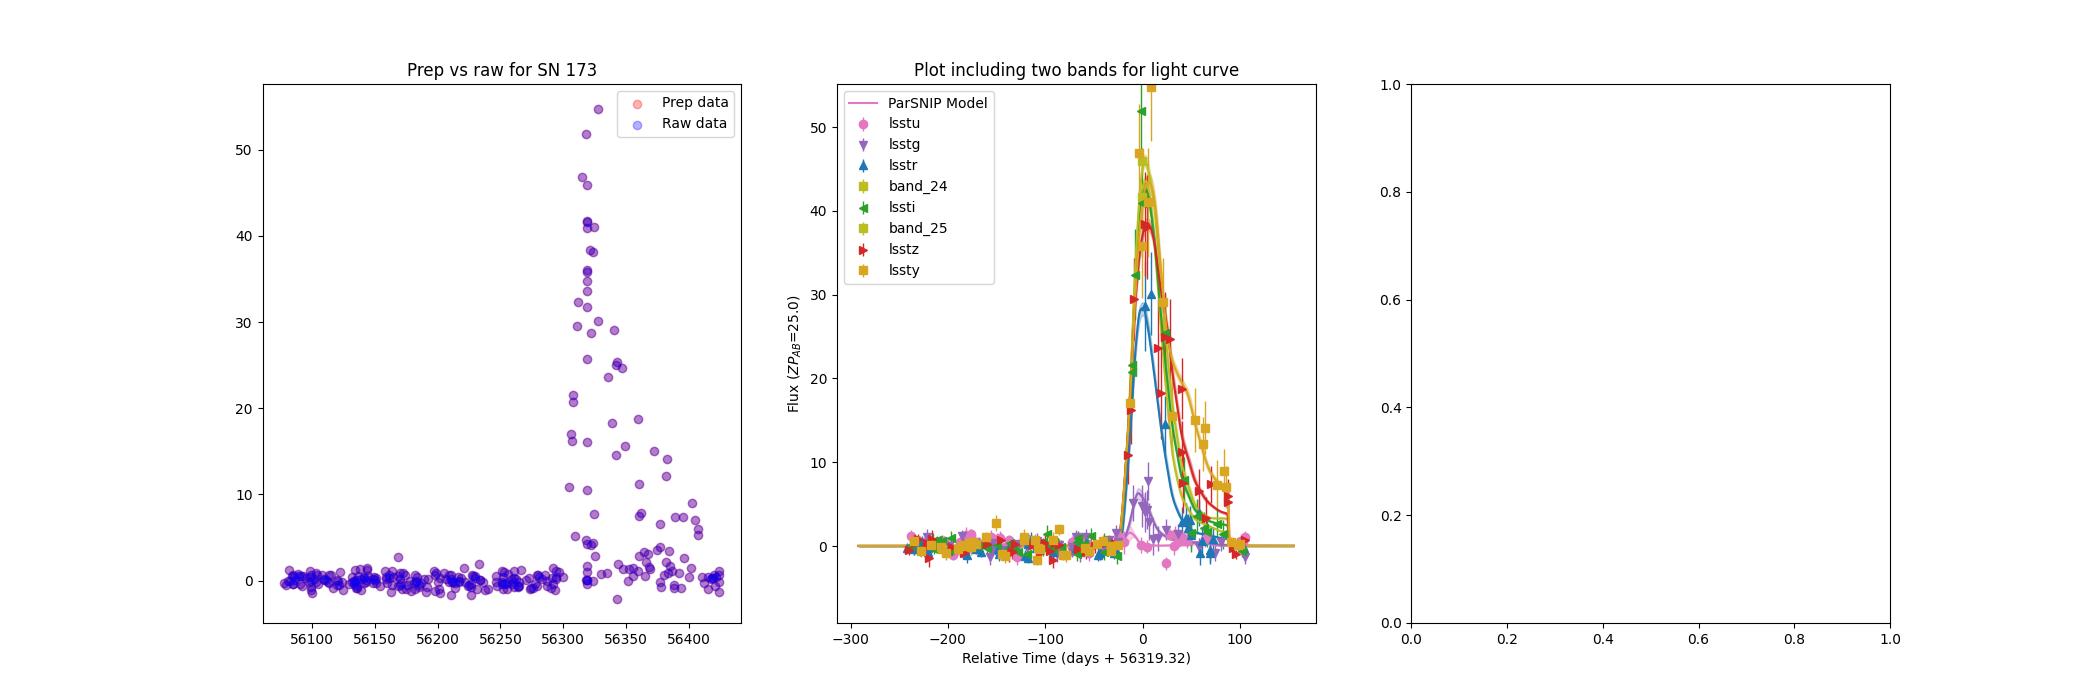 Prep vs raw for SN 173
Prep data
Raw data
50
40
30
20
10
0
56100 56150 56200 56250 56300 56350 56400
Plot including two bands for light curve
ParSNIP Model
lsstu
lsstg
lsstr
band_24
lssti
band_25
lsstz
lssty
Flux (ZP_AB=25.0)
50
40
30
20
10
0
−300 −200 −100 0 100
Relative Time (days + 56319.32)
1.0
0.8
0.6
0.4
0.2
0.0
0.0 0.2 0.4 0.6 0.8 1.0